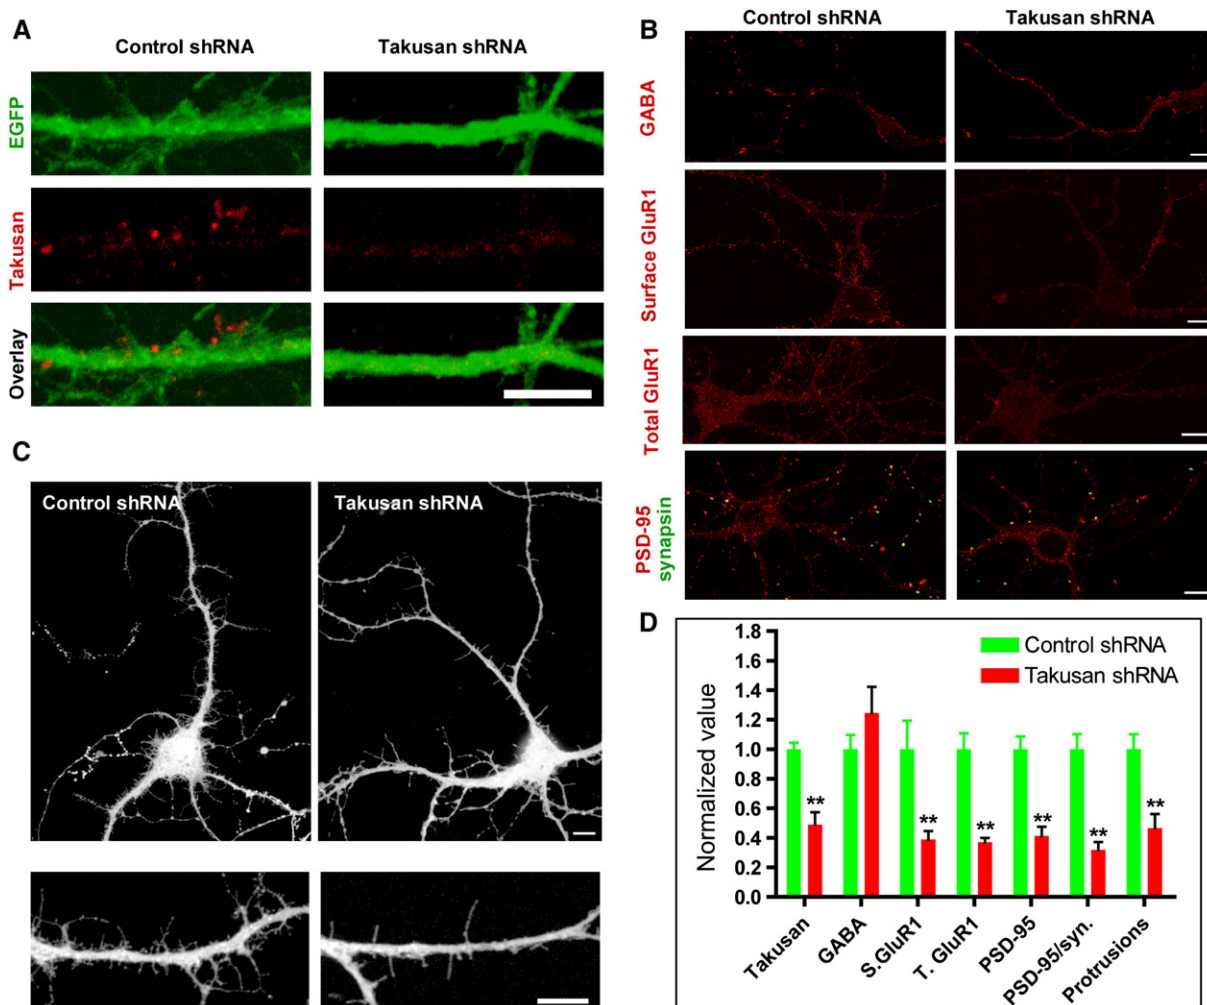 A
Control shRNA
Takusan shRNA
EGFP
Takusan
Overlay
B
Control shRNA
Takusan shRNA
GABA
Surface GluR1
Total GluR1
PSD-95
synapsin
C
Control shRNA
Takusan shRNA
D
Normalized value
1.8
1.6
1.4
1.2
1.0
0.8
0.6
0.4
0.2
0.0
Control shRNA
Takusan shRNA
**
**
**
**
**
**
Takusan
GABA
S.GluR1
T. GluR1
PSD-95
PSD-95/syn.
Protrusions